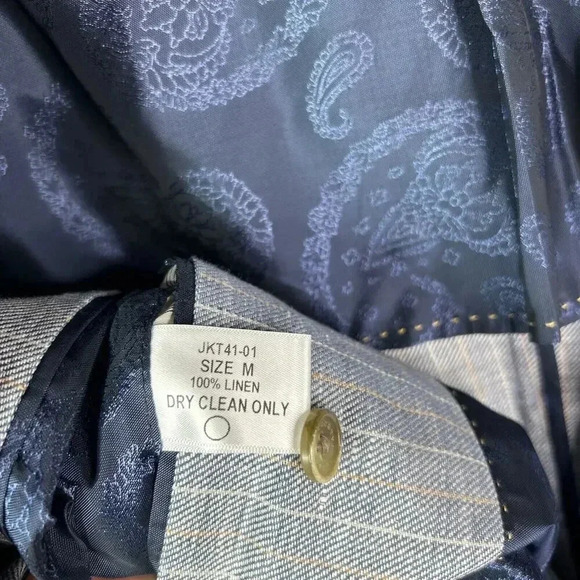 JKT41-01
SIZE M
100% LINEN
DRY CLEAN ONLY